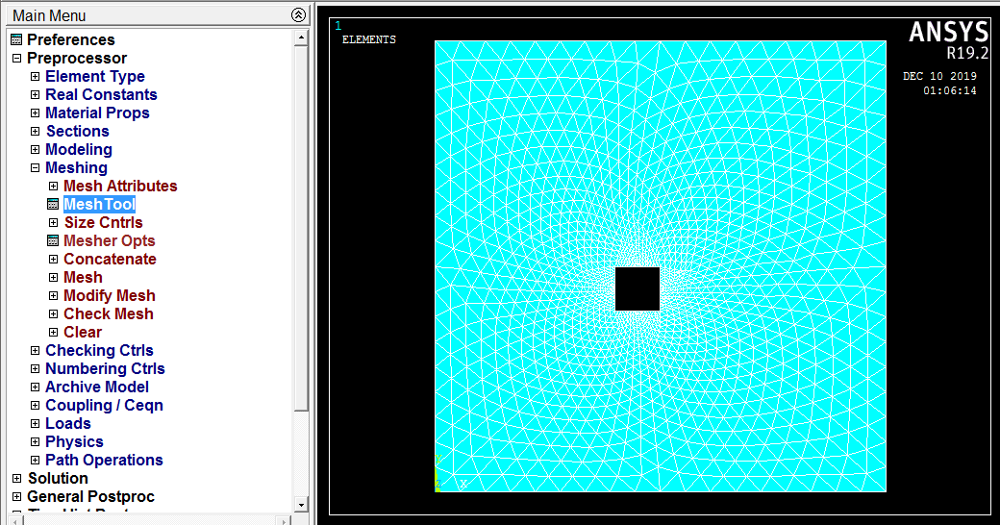 Main Menu
Preferences
Preprocessor
Element Type
Real Constants
Material Props
Sections
Modeling
Meshing
Mesh Attributes
MeshTool
Size Cntrls
Mesher Opts
Concatenate
Mesh
Modify Mesh
Check Mesh
Clear
Checking Ctrls
Numbering Ctrls
Archive Model
Coupling / Ceqn
Loads
Physics
Path Operations
Solution
General Postproc
1
ELEMENTS
ANSYS
R19.2
DEC 10 2019
01:06:14
Y
X